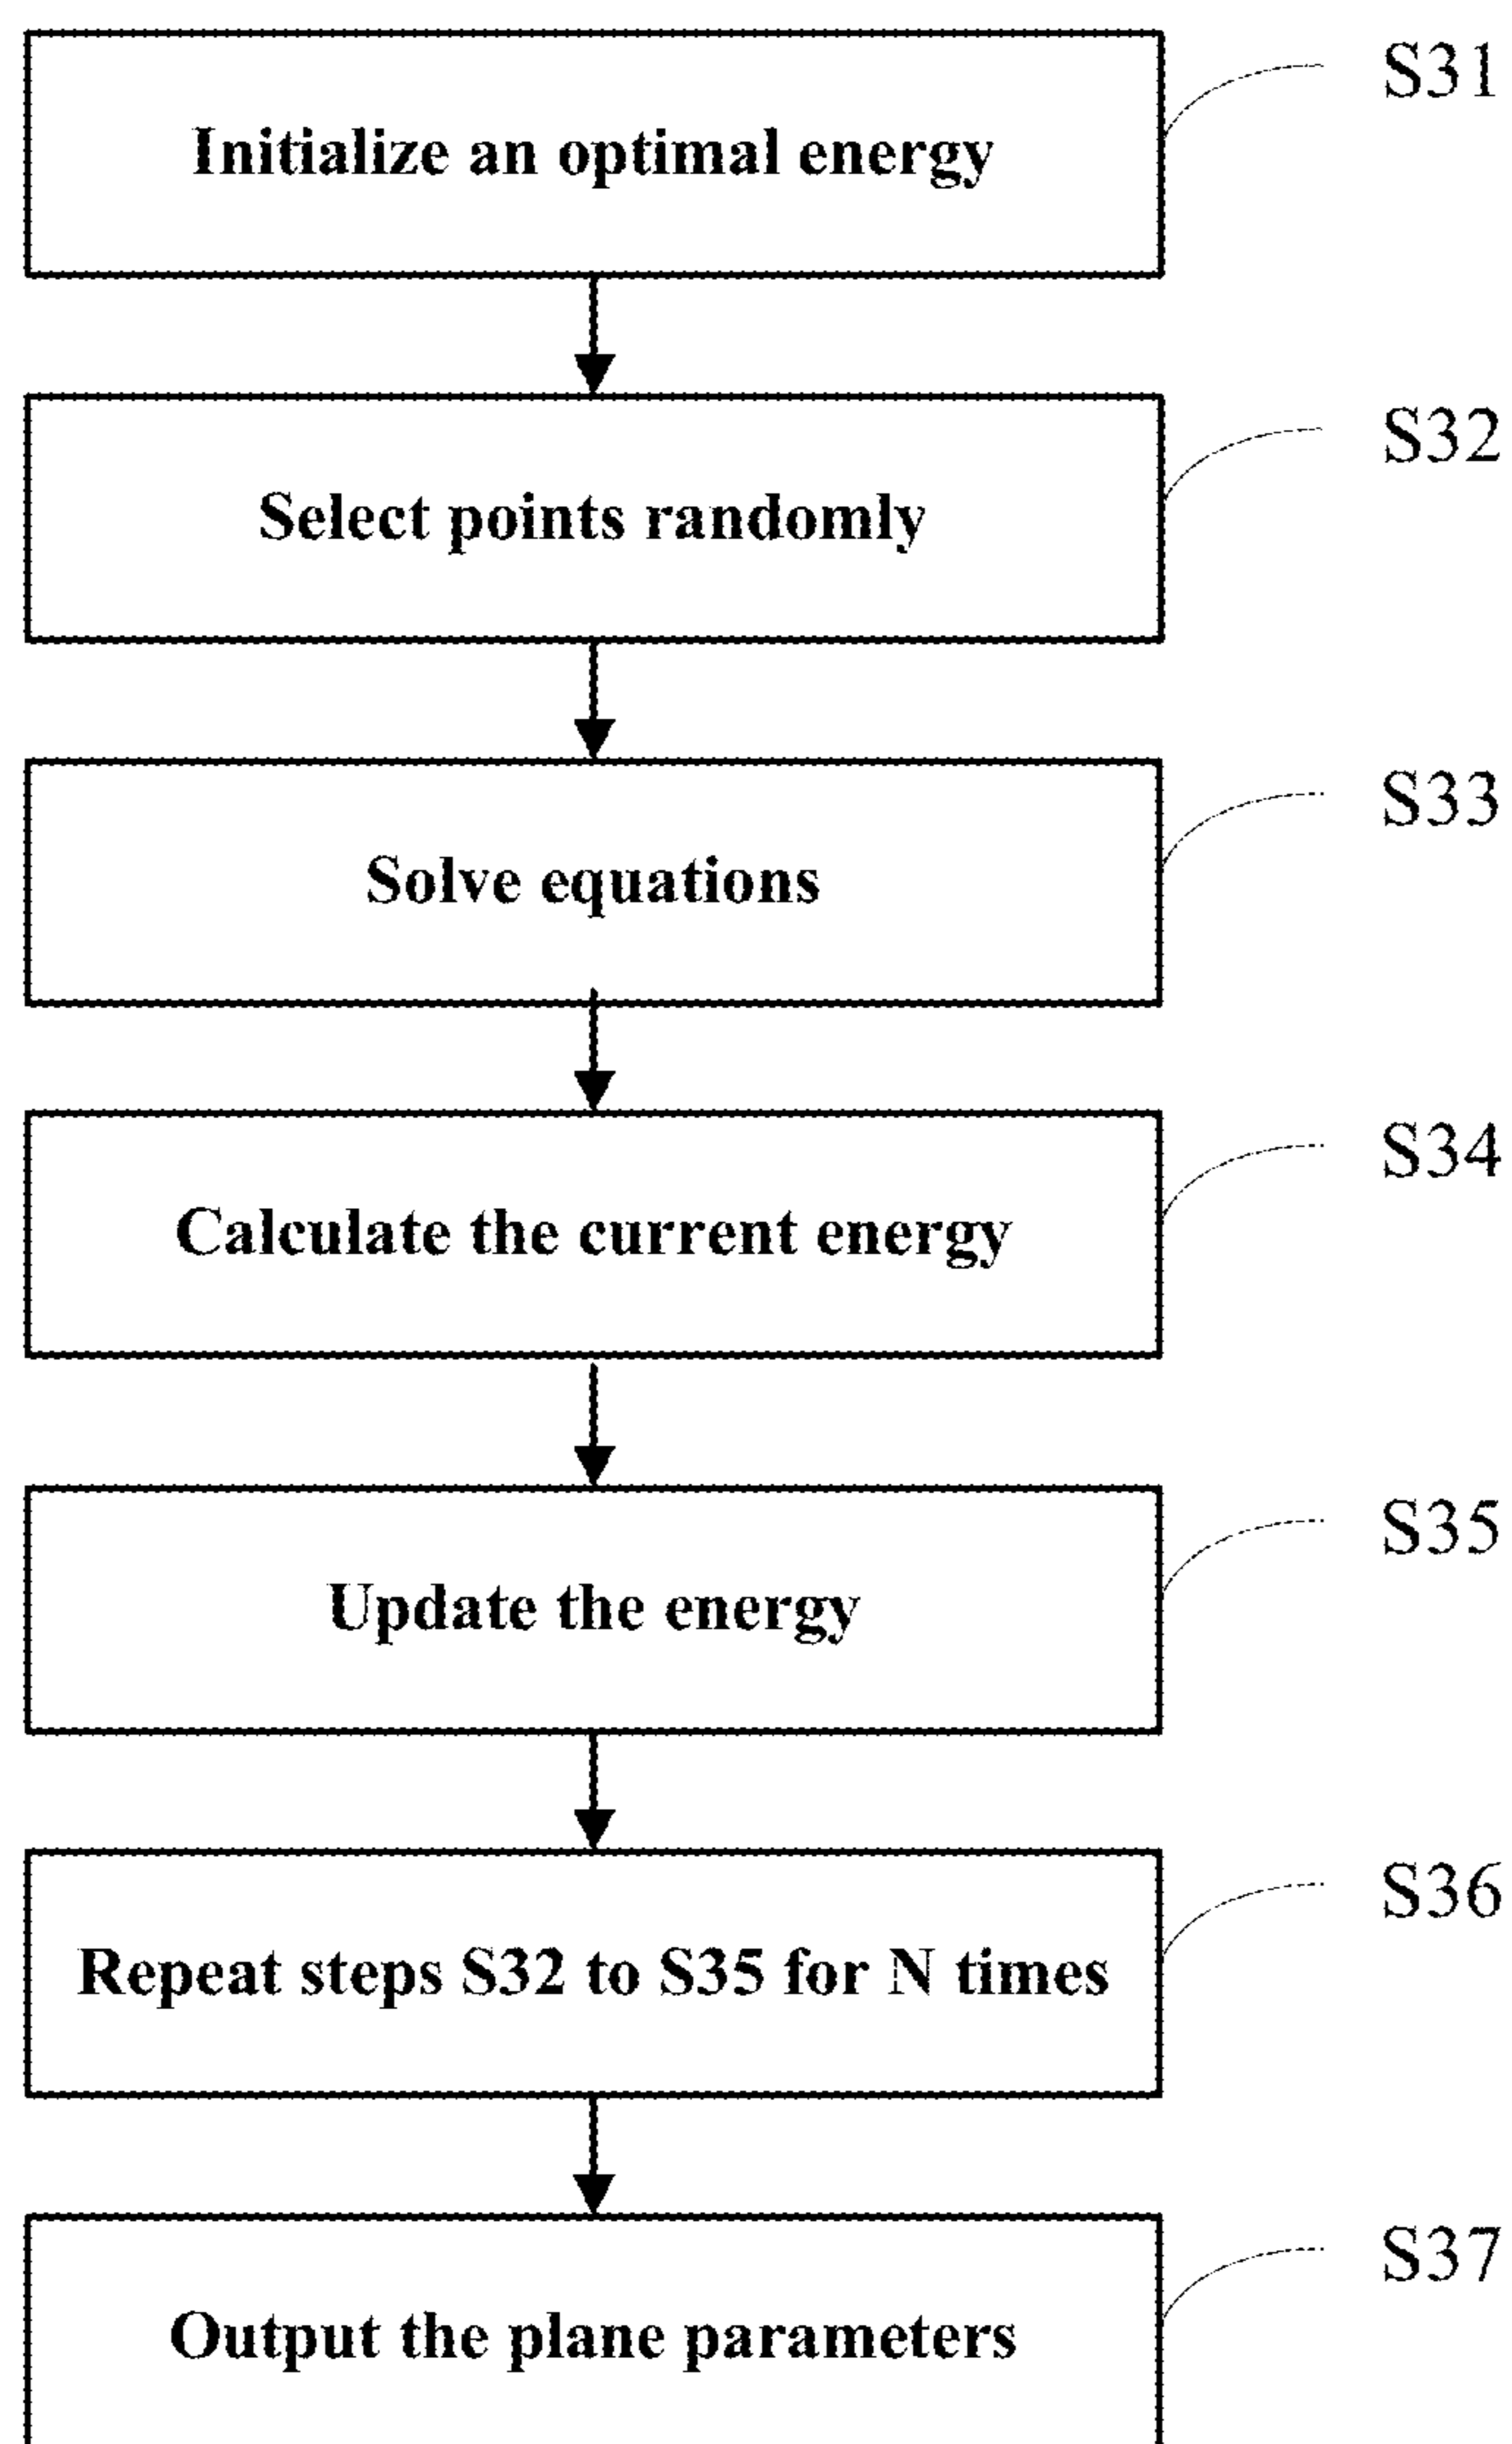 Initialize an optimal energy
S31
Select points randomly
S32
Solve equations
S33
Calculate the current energy
S34
Update the energy
S35
Repeat steps S32 to S35 for N times
S36
Output the plane parameters
S37